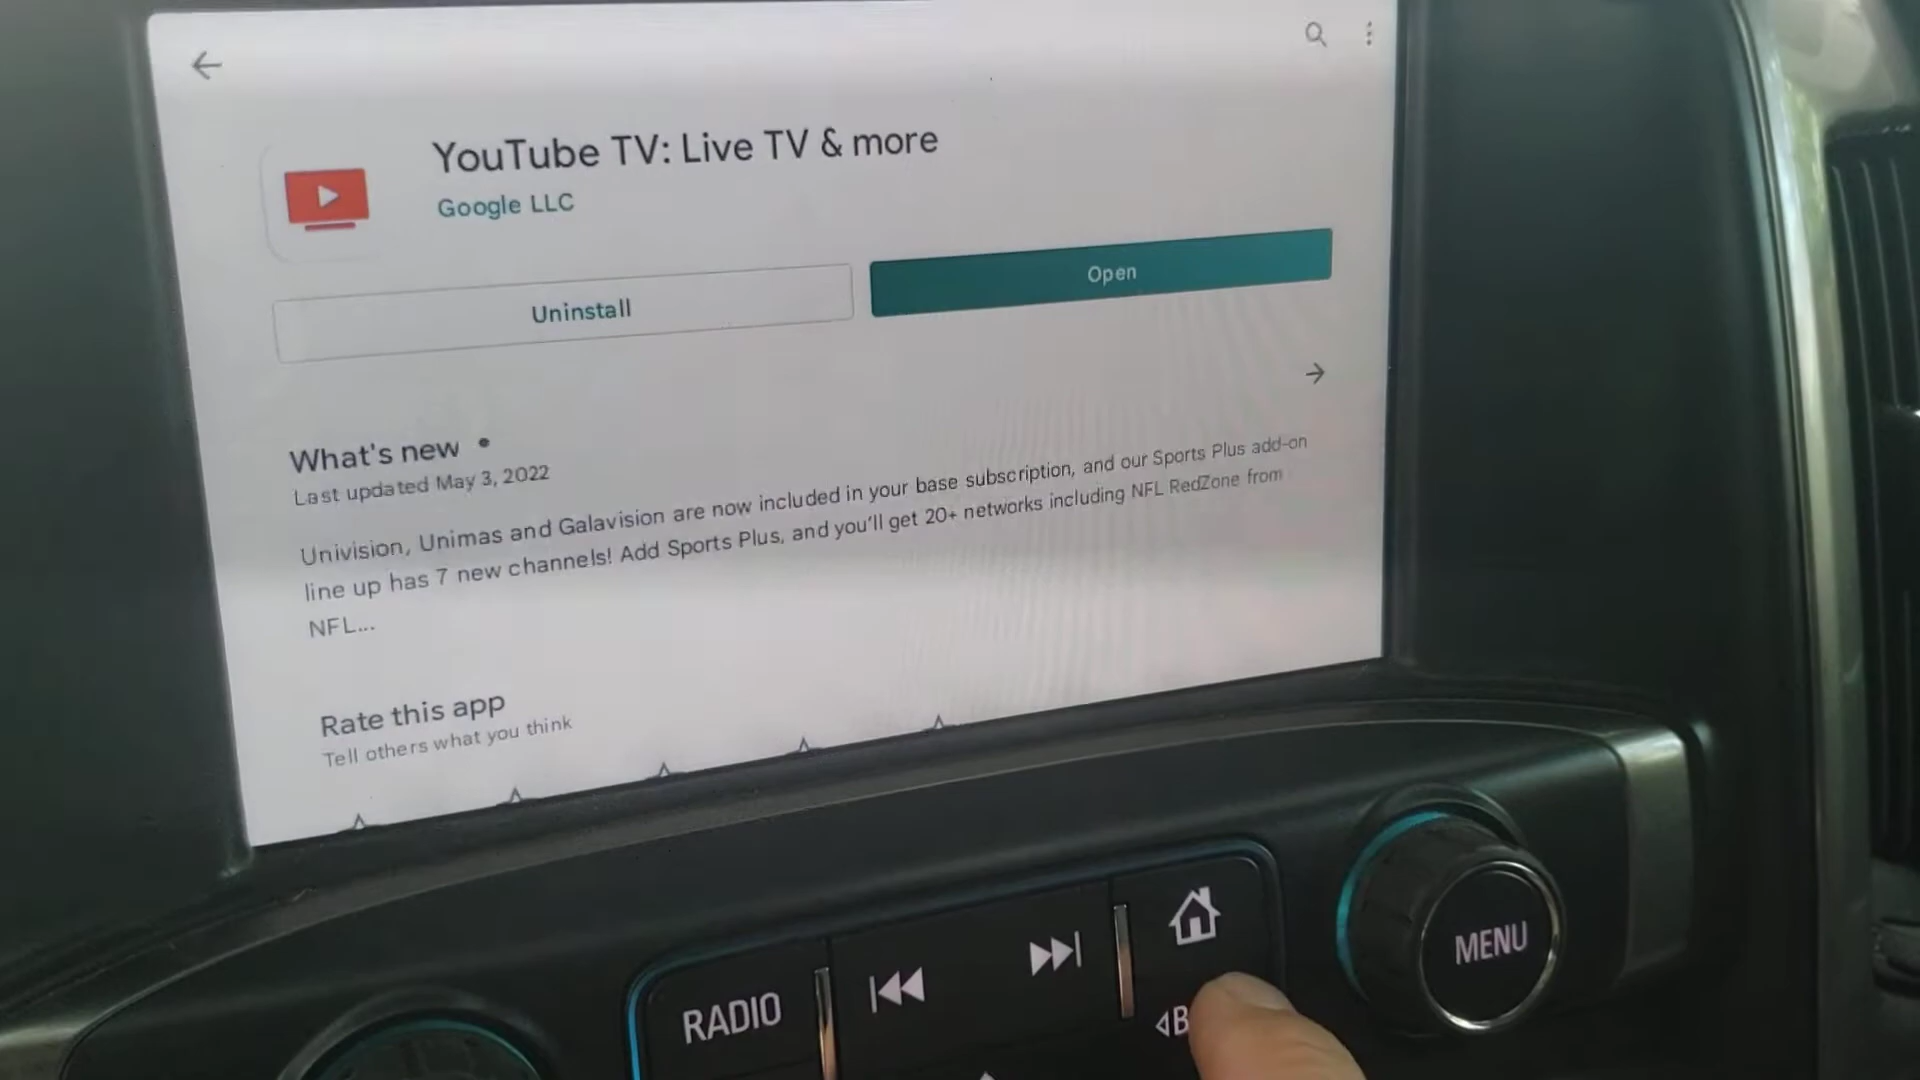 YouTube TV: Live TV & more
Google LLC
Uninstall
Open
What's new
Last updated May 3, 2022
Univision, Unimas and Galavision are now included in your base subscription, and our Sports Plus add-on
line up has 7 new channels! Add Sports Plus, and you'll get 20+ networks including NFL RedZone from
NFL...
Rate this app
Tell others what you think
RADIO
MENU